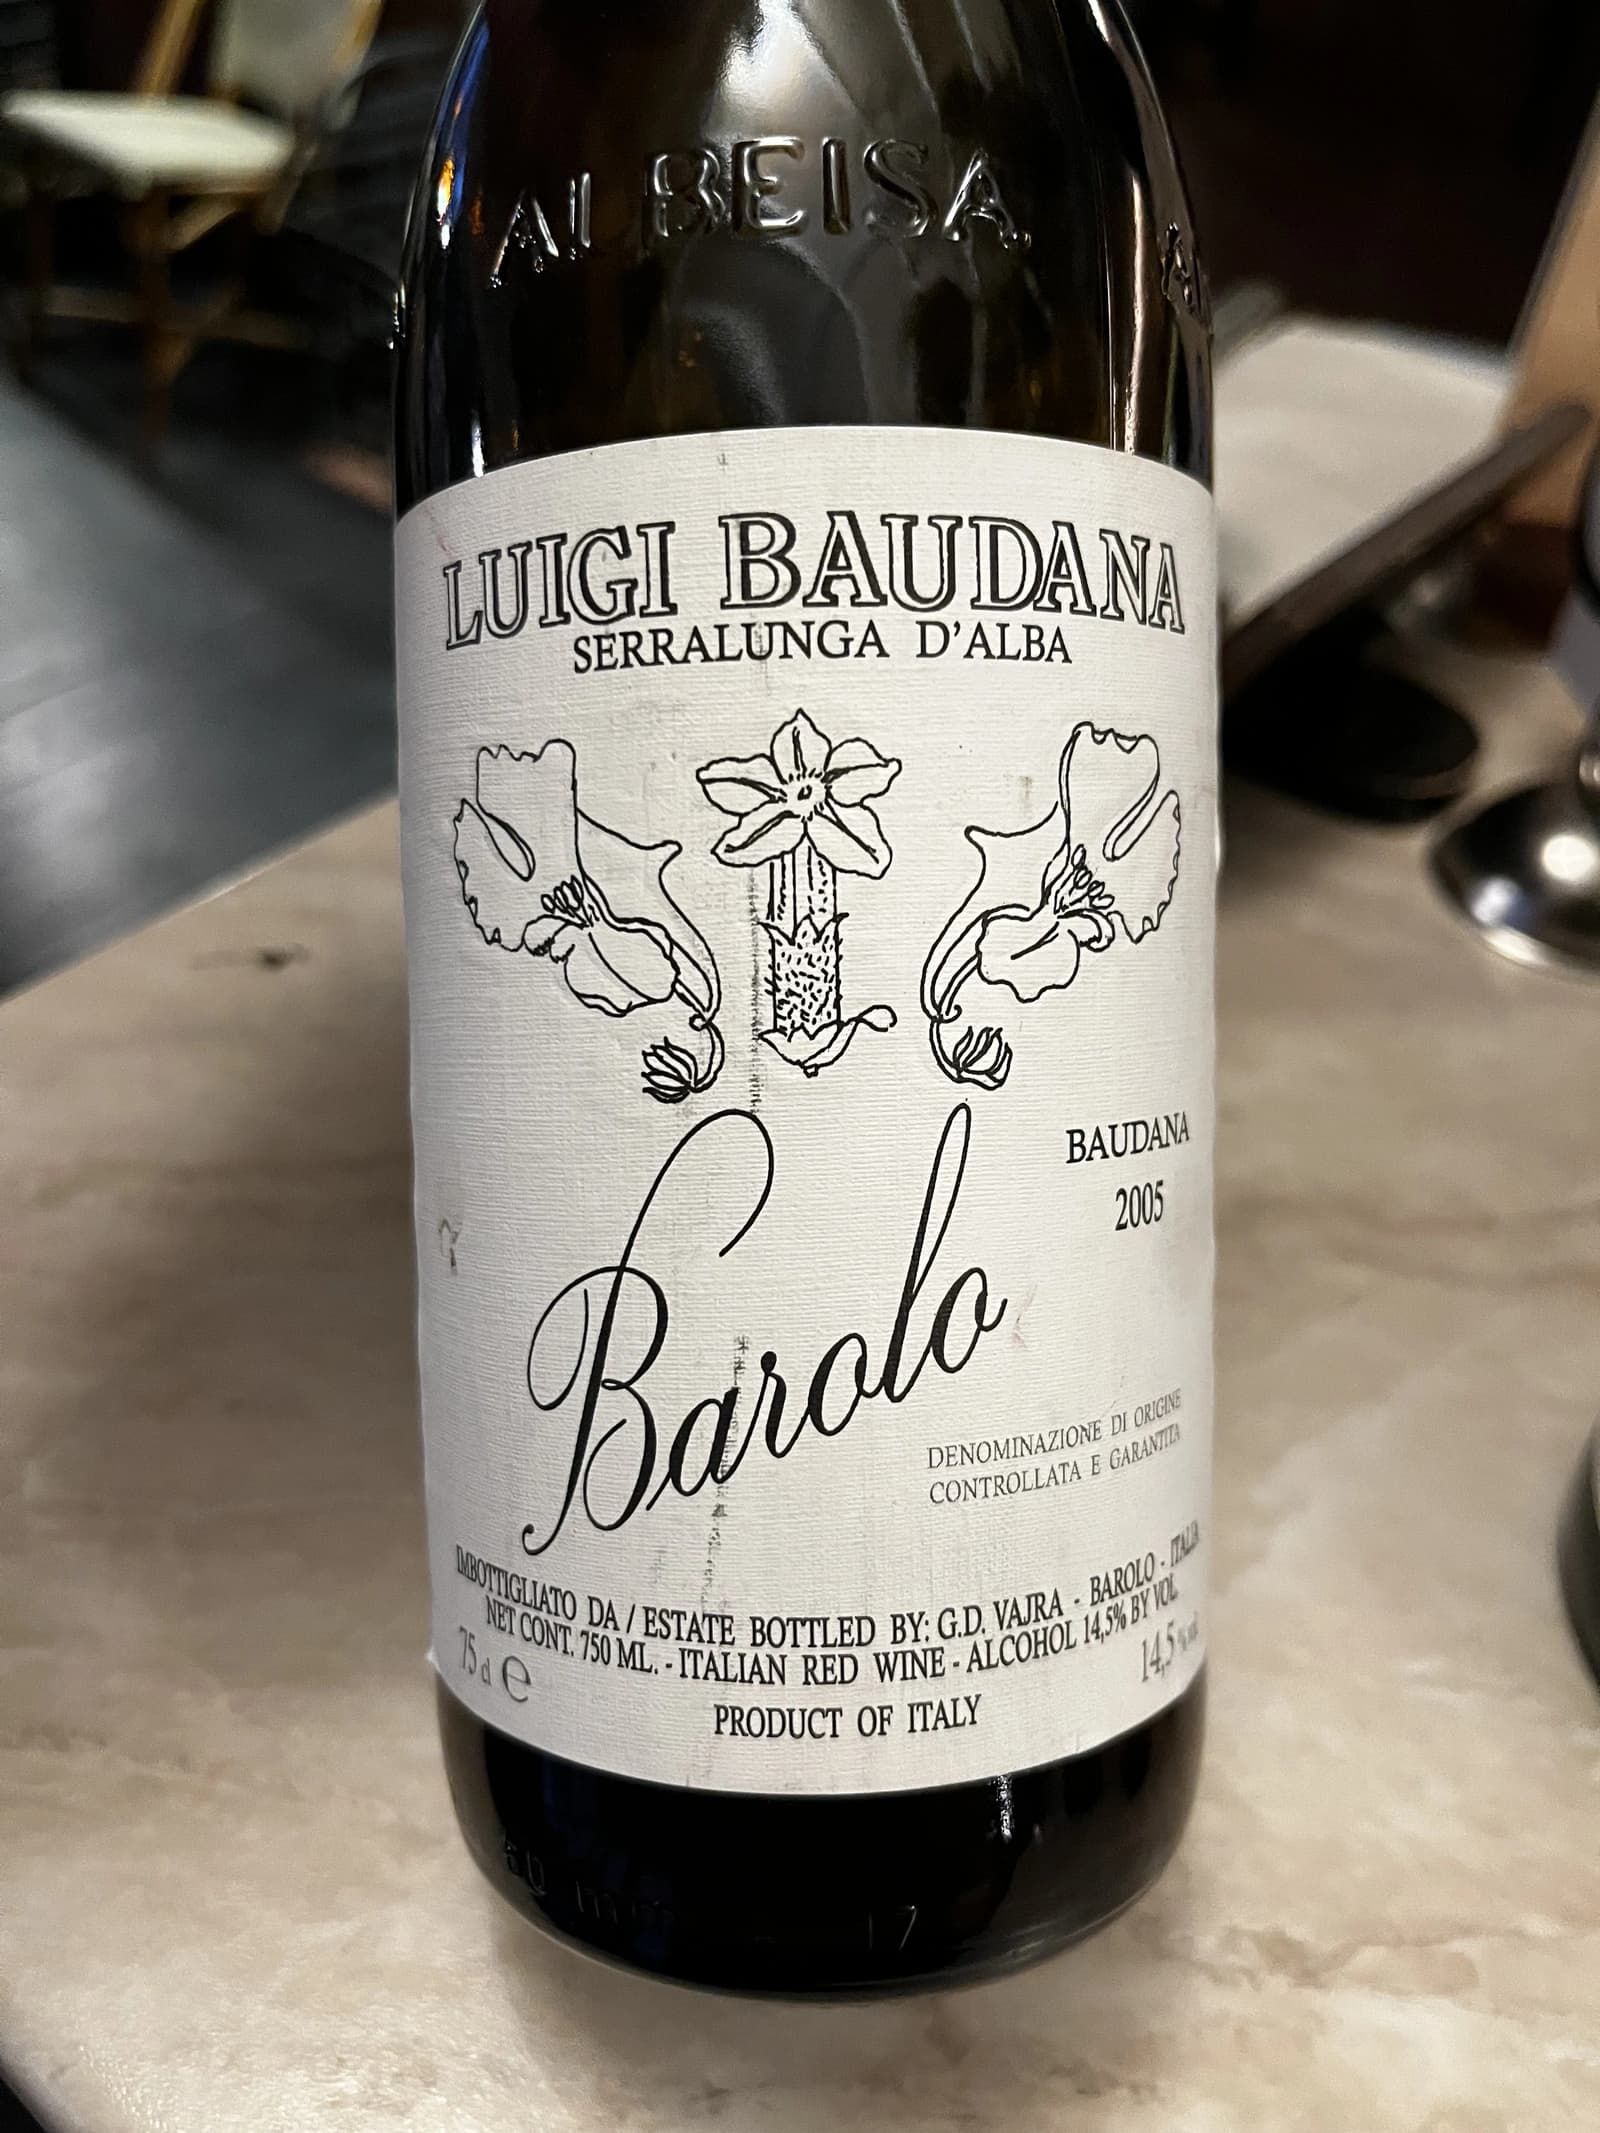 ALBEISA
LUIGI BAUDANA
SERRALUNGA D'ALBA
BAUDANA
2005
Barolo
DENOMINAZIONE DI ORIGINE
CONTROLLATA E GARANTITA
IMBOTTIGLIATO DA / ESTATE BOTTLED BY: G.D. VAJRA - BAROLO - ITALIA
NET CONT. 750 ML. - ITALIAN RED WINE - ALCOHOL 14,5% BY VOL.
75 cl e
14,5 % vol
PRODUCT OF ITALY
mm
17